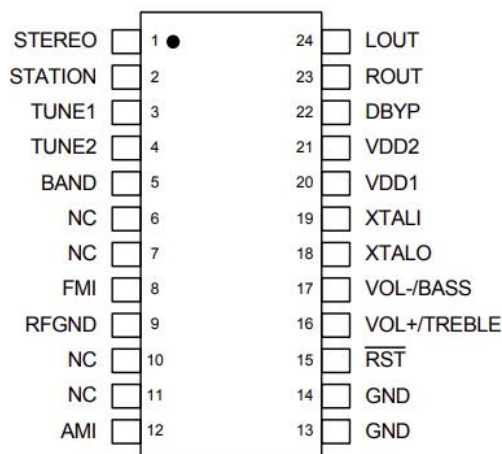 STEREO 1 24 LOUT
STATION 2 23 ROUT
TUNE1 3 22 DBYP
TUNE2 4 21 VDD2
BAND 5 20 VDD1
NC 6 19 XTALI
NC 7 18 XTALO
FMI 8 17 VOL-/BASS
RFGND 9 16 VOL+/TREBLE
NC 10 15 RST
NC 11 14 GND
AMI 12 13 GND